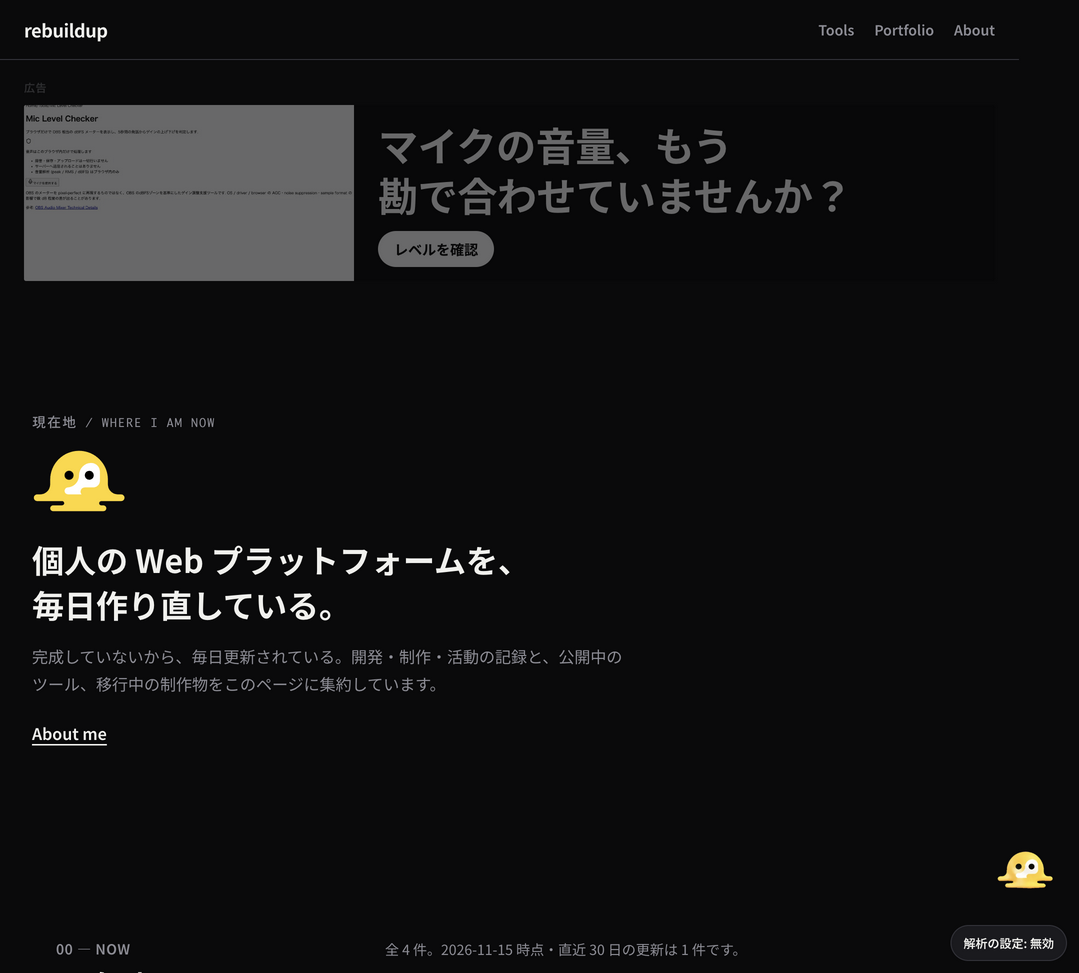 rebuildup
Tools Portfolio About
広告
Mic Level Checker
マイクの音量、もう
勘で合わせていませんか？
レベルを確認
現在地 / WHERE I AM NOW
個人の Web プラットフォームを、
毎日作り直している。
完成していないから、毎日更新されている。開発・制作・活動の記録と、公開中の
ツール、移行中の制作物をこのページに集約しています。
About me
00 — NOW
全 4 件。2026-11-15 時点・直近 30 日の更新は 1 件です。
解析の設定: 無効